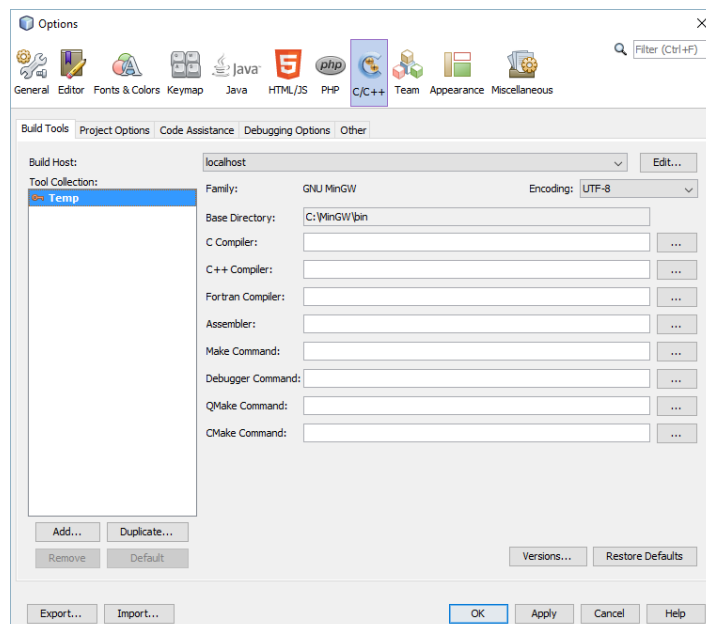 Options
Filter (Ctrl+F)
General Editor Fonts & Colors Keymap Java HTML/JS PHP C/C++ Team Appearance Miscellaneous
Build Tools Project Options Code Assistance Debugging Options Other
Build Host: localhost Edit...
Tool Collection:
Temp
Family: GNU MinGW Encoding: UTF-8
Base Directory: C:\MinGW\bin
C Compiler: ...
C++ Compiler: ...
Fortran Compiler: ...
Assembler: ...
Make Command: ...
Debugger Command: ...
QMake Command: ...
CMake Command: ...
Add... Duplicate...
Remove Default
Versions... Restore Defaults
Export... Import... OK Apply Cancel Help